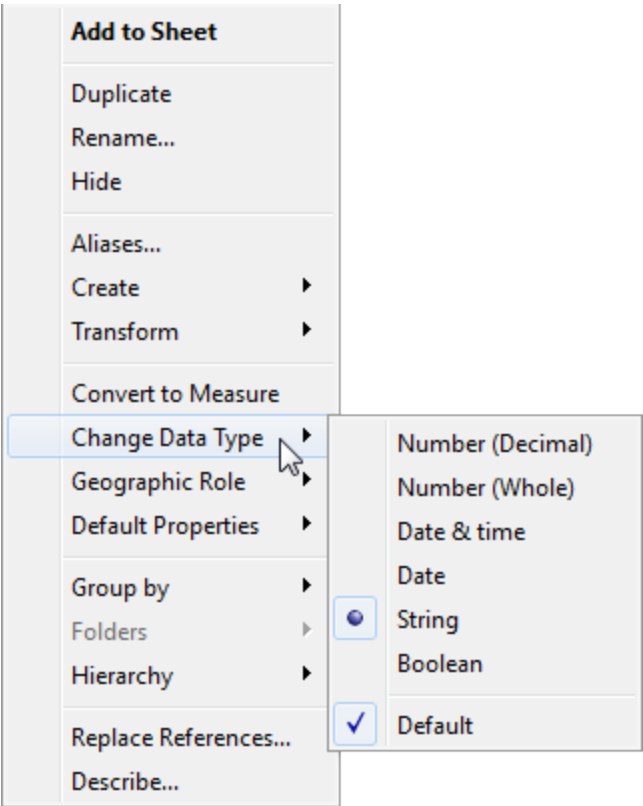 Add to Sheet
Duplicate
Rename...
Hide
Aliases...
Create
Transform
Convert to Measure
Change Data Type
Geographic Role
Default Properties
Group by
Folders
Hierarchy
Replace References...
Describe...
Number (Decimal)
Number (Whole)
Date & time
Date
String
Boolean
Default